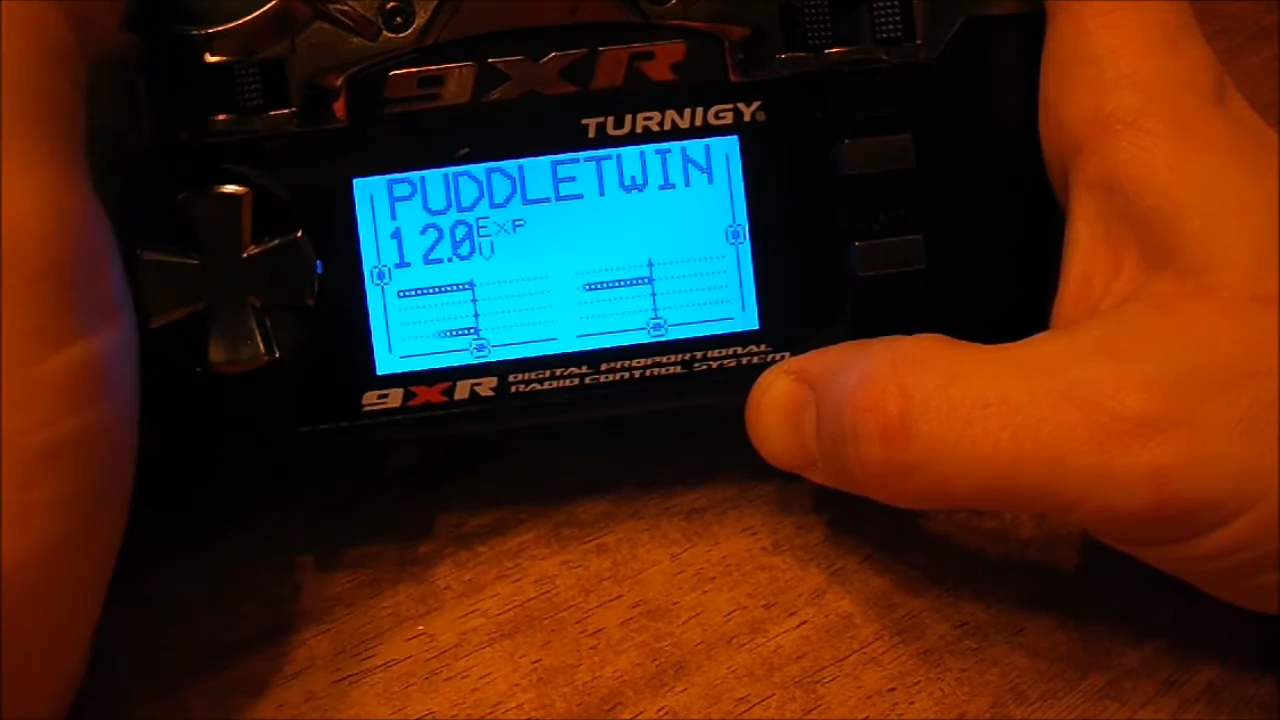 9XR
TURNIGY
PUDDLETWIN
12.0V Exp
9XR DIGITAL PROPORTIONAL
RADIO CONTROL SYSTEM